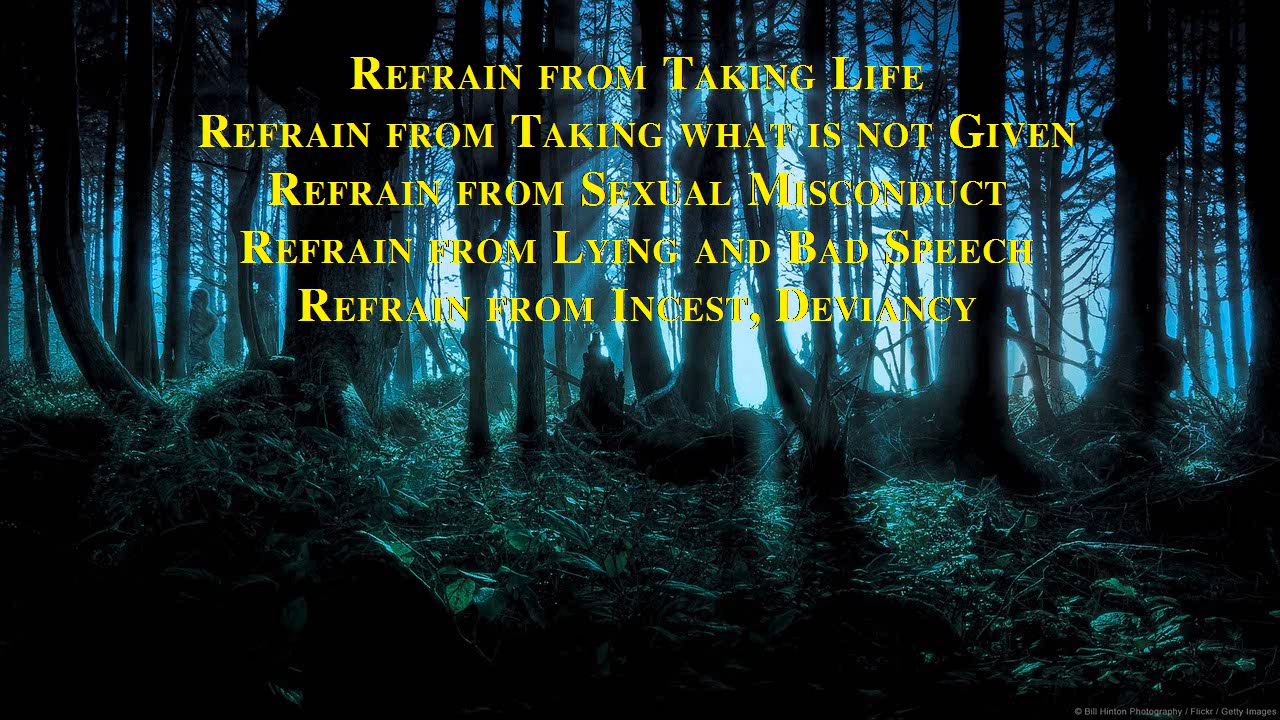 Refrain from Taking Life
Refrain from Taking what is not Given
Refrain from Sexual Misconduct
Refrain from Lying and Bad Speech
Refrain from Incest, Deviancy
© Bill Hinton Photography / Flickr / Getty Images